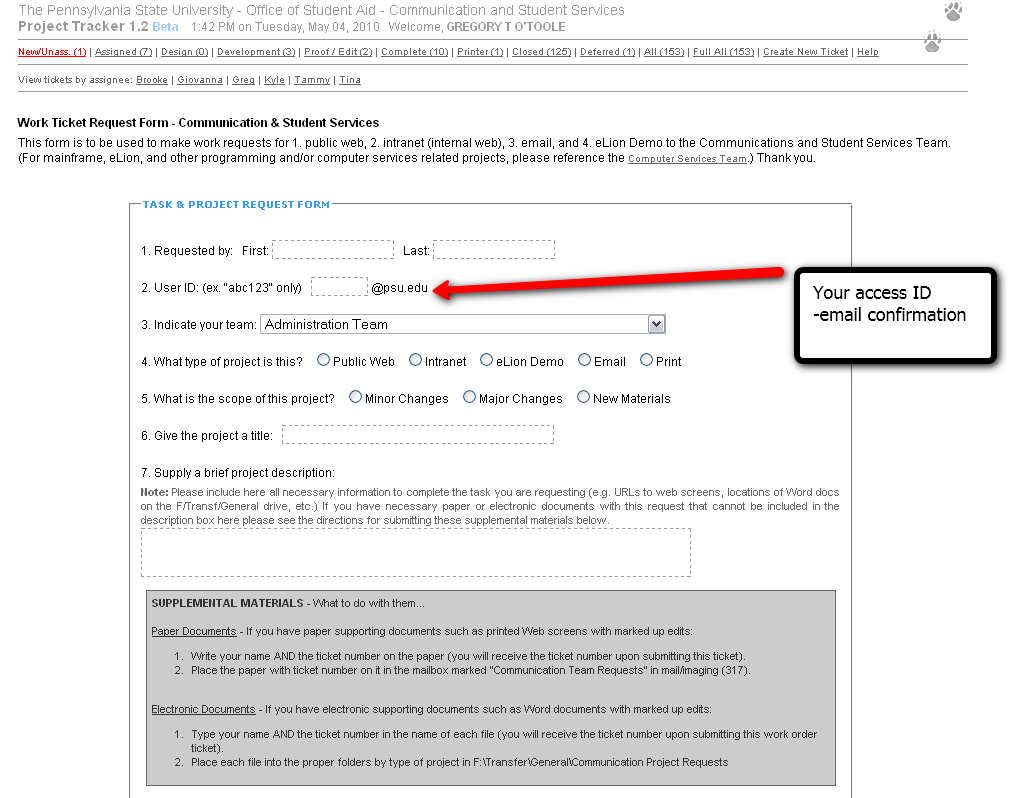 The Pennsylvania State University - Office of Student Aid - Communication and Student Services
Project Tracker 1.2 Beta 1:42 PM on Tuesday, May 04, 2010 Welcome, GREGORY T O'TOOLE
New/Unass. (1) | Assigned (7) | Design (0) | Development (3) | Proof / Edit (2) | Complete (10) | Printer (1) | Closed (125) | Deferred (1) | All (153) | Full All (153) | Create New Ticket | Help
View tickets by assignee: Brooke | Giovanna | Greg | Kyle | Tammy | Tina
Work Ticket Request Form - Communication & Student Services
This form is to be used to make work requests for 1. public web, 2. intranet (internal web), 3. email, and 4. eLion Demo to the Communications and Student Services Team.
(For mainframe, eLion, and other programming and/or computer services related projects, please reference the Computer Services Team.) Thank you.
TASK & PROJECT REQUEST FORM
1. Requested by: First: Last:
2. User ID: (ex. "abc123" only) @psu.edu
Your access ID
-email confirmation
3. Indicate your team: Administration Team
4. What type of project is this? Public Web Intranet eLion Demo Email Print
5. What is the scope of this project? Minor Changes Major Changes New Materials
6. Give the project a title:
7. Supply a brief project description:
Note: Please include here all necessary information to complete the task you are requesting (e.g. URLs to web screens, locations of Word docs
on the F/Transf/General drive, etc.) If you have necessary paper or electronic documents with this request that cannot be included in the
description box here please see the directions for submitting these supplemental materials below.
SUPPLEMENTAL MATERIALS - What to do with them...
Paper Documents - If you have paper supporting documents such as printed Web screens with marked up edits:
1. Write your name AND the ticket number on the paper (you will receive the ticket number upon submitting this ticket).
2. Place the paper with ticket number on it in the mailbox marked "Communication Team Requests" in mail/imaging (317).
Electronic Documents - If you have electronic supporting documents such as Word documents with marked up edits:
1. Type your name AND the ticket number in the name of each file (you will receive the ticket number upon submitting this work order
ticket).
2. Place each file into the proper folders by type of project in F:\Transfer\General\Communication Project Requests